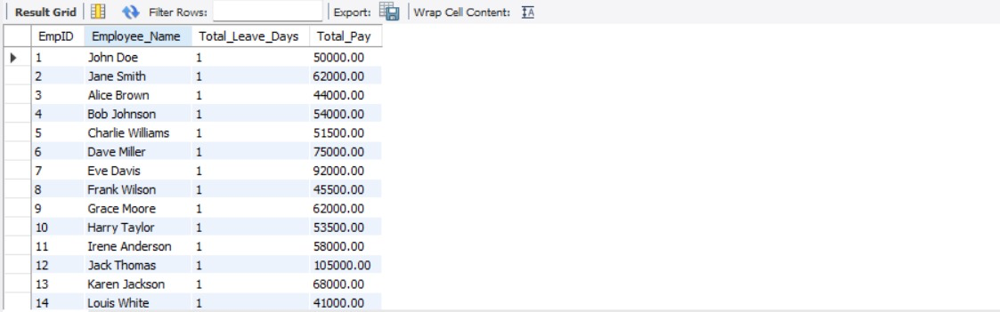 Result Grid Filter Rows: Export: Wrap Cell Content: IA
EmpID Employee_Name Total_Leave_Days Total_Pay
1 John Doe 1 50000.00
2 Jane Smith 1 62000.00
3 Alice Brown 1 44000.00
4 Bob Johnson 1 54000.00
5 Charlie Williams 1 51500.00
6 Dave Miller 1 75000.00
7 Eve Davis 1 92000.00
8 Frank Wilson 1 45500.00
9 Grace Moore 1 62000.00
10 Harry Taylor 1 53500.00
11 Irene Anderson 1 58000.00
12 Jack Thomas 1 105000.00
13 Karen Jackson 1 68000.00
14 Louis White 1 41000.00